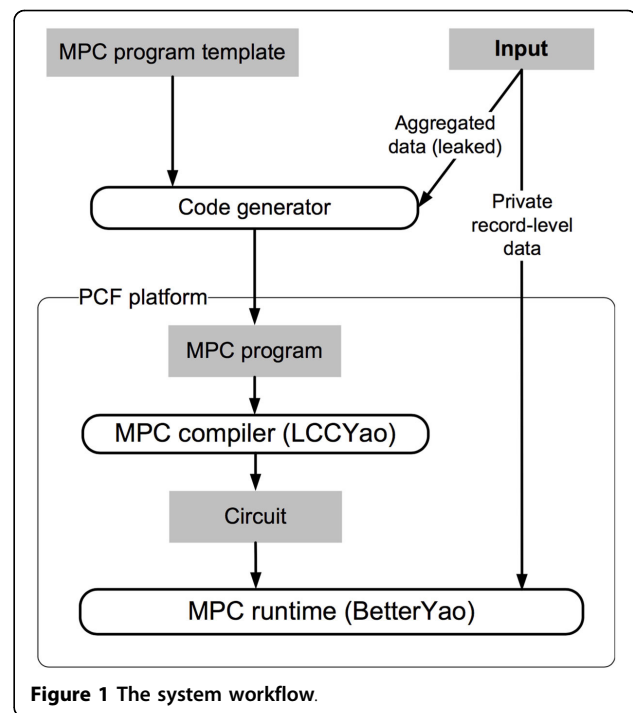 MPC program template
Input
Aggregated
data (leaked)
Code generator
Private
record-level
data
PCF platform
MPC program
MPC compiler (LCCYao)
Circuit
MPC runtime (BetterYao)
Figure 1 The system workflow.